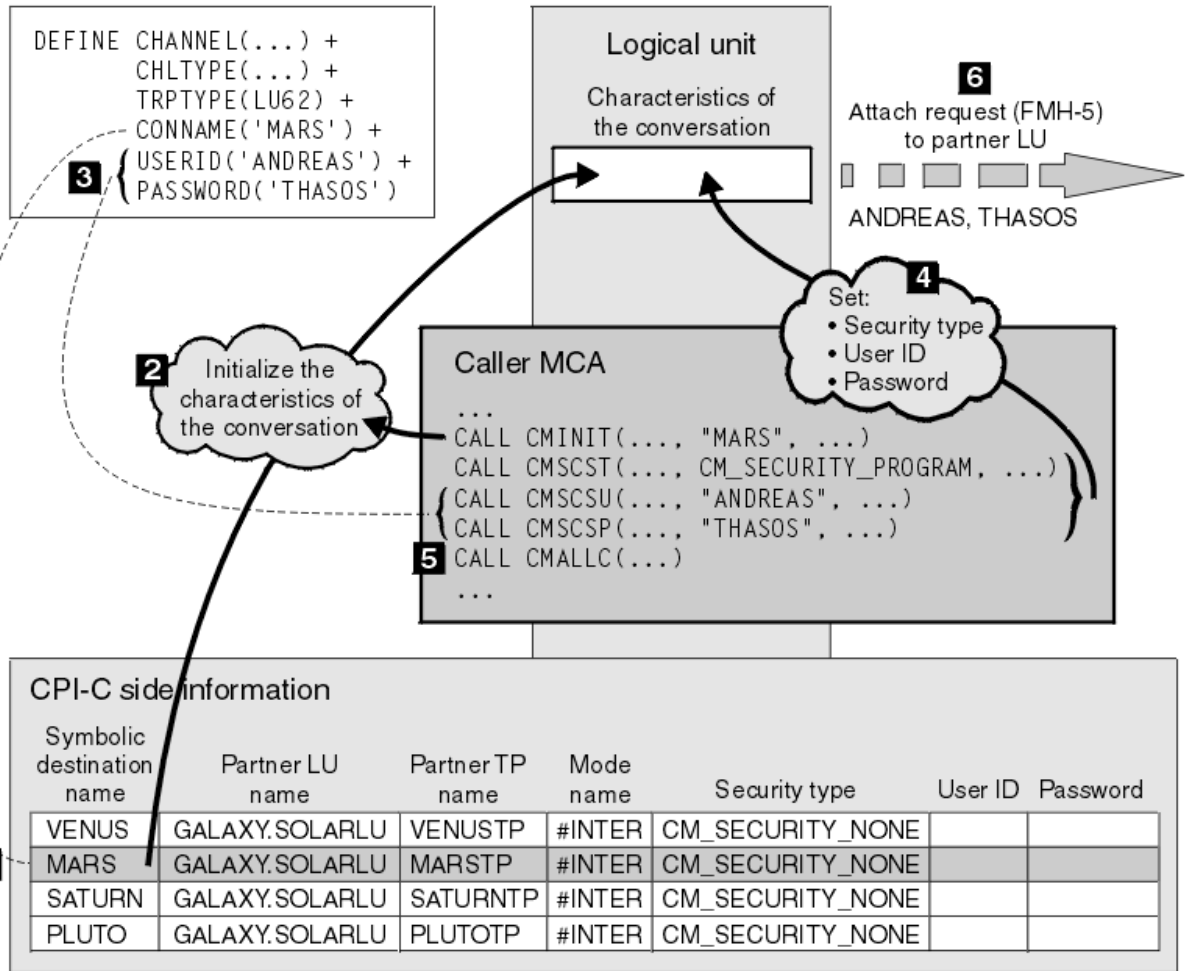 DEFINE CHANNEL(...) +
CHLTYPE(...) +
TRPTYPE(LU62) +
CONNAME('MARS') +
3
USERID('ANDREAS') +
PASSWORD('THASOS')
Logical unit
Characteristics of
the conversation
6
Attach request (FMH-5)
to partner LU
ANDREAS, THASOS
4
Set:
• Security type
• User ID
• Password
2
Initialize the
characteristics of
the conversation
Caller MCA
...
CALL CMINIT(..., "MARS", ...)
CALL CMSCST(..., CM_SECURITY_PROGRAM, ...)
CALL CMSCSU(..., "ANDREAS", ...)
CALL CMSCSP(..., "THASOS", ...)
5
CALL CMALLC(...)
...
CPI-C side information
Symbolic destination name Partner LU name Partner TP name Mode name Security type User ID Password
VENUS GALAXY.SOLARLU VENUSTP #INTER CM_SECURITY_NONE
MARS GALAXY.SOLARLU MARSTP #INTER CM_SECURITY_NONE
SATURN GALAXY.SOLARLU SATURNTP #INTER CM_SECURITY_NONE
PLUTO GALAXY.SOLARLU PLUTOTP #INTER CM_SECURITY_NONE